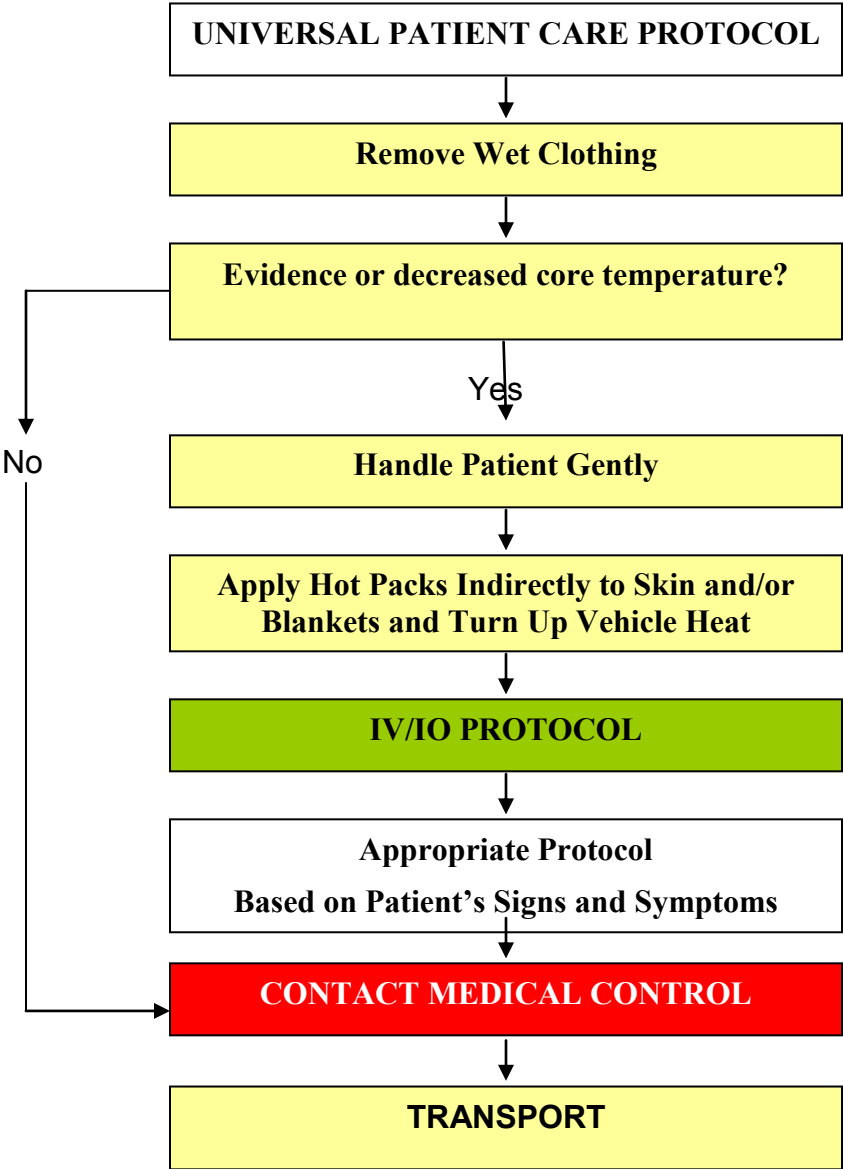 UNIVERSAL PATIENT CARE PROTOCOL
Remove Wet Clothing
Evidence or decreased core temperature?
Yes
No
Handle Patient Gently
Apply Hot Packs Indirectly to Skin and/or
Blankets and Turn Up Vehicle Heat
IV/IO PROTOCOL
Appropriate Protocol
Based on Patient’s Signs and Symptoms
CONTACT MEDICAL CONTROL
TRANSPORT